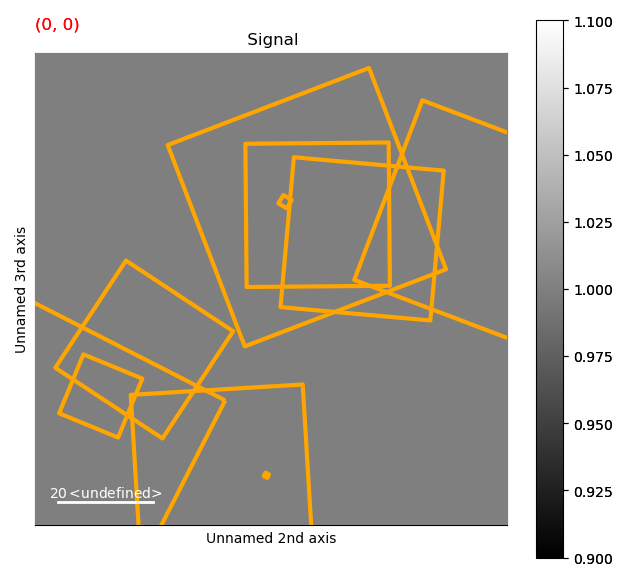 (0, 0)
Signal
1.100
1.075
1.050
1.025
1.000
0.975
0.950
0.925
0.900
Unnamed 3rd axis
20 <undefined>
Unnamed 2nd axis